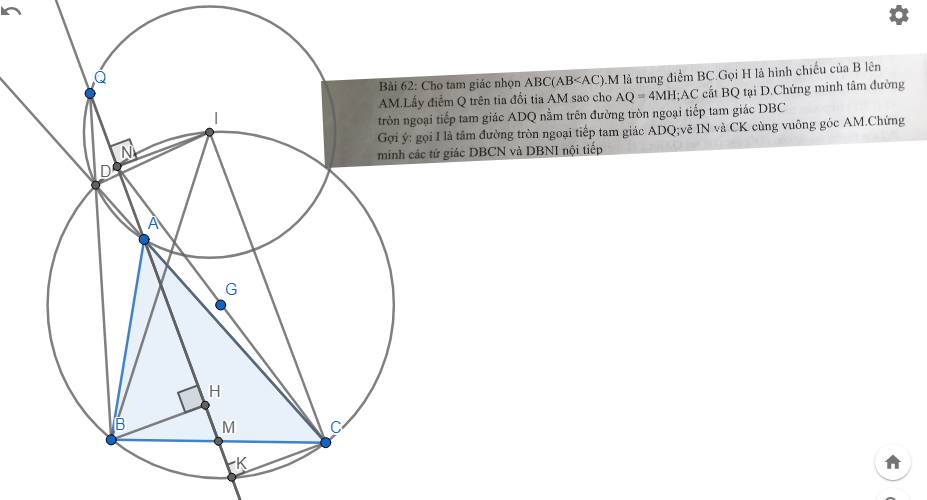 Q
I
N
D
A
G
H
B
M
C
K
Bài 62: Cho tam giác nhọn ABC(AB<AC).M là trung điểm BC.Gọi H là hình chiếu của B lên
AM.Lấy điểm Q trên tia đối tia AM sao cho AQ = 4MH;AC cắt BQ tại D.Chứng minh tâm đường
tròn ngoại tiếp tam giác ADQ nằm trên đường tròn ngoại tiếp tam giác DBC
Gợi ý: gọi I là tâm đường tròn ngoại tiếp tam giác ADQ;vẽ IN và CK cùng vuông góc AM.Chứng
minh các tứ giác DBCN và DBNI nội tiếp